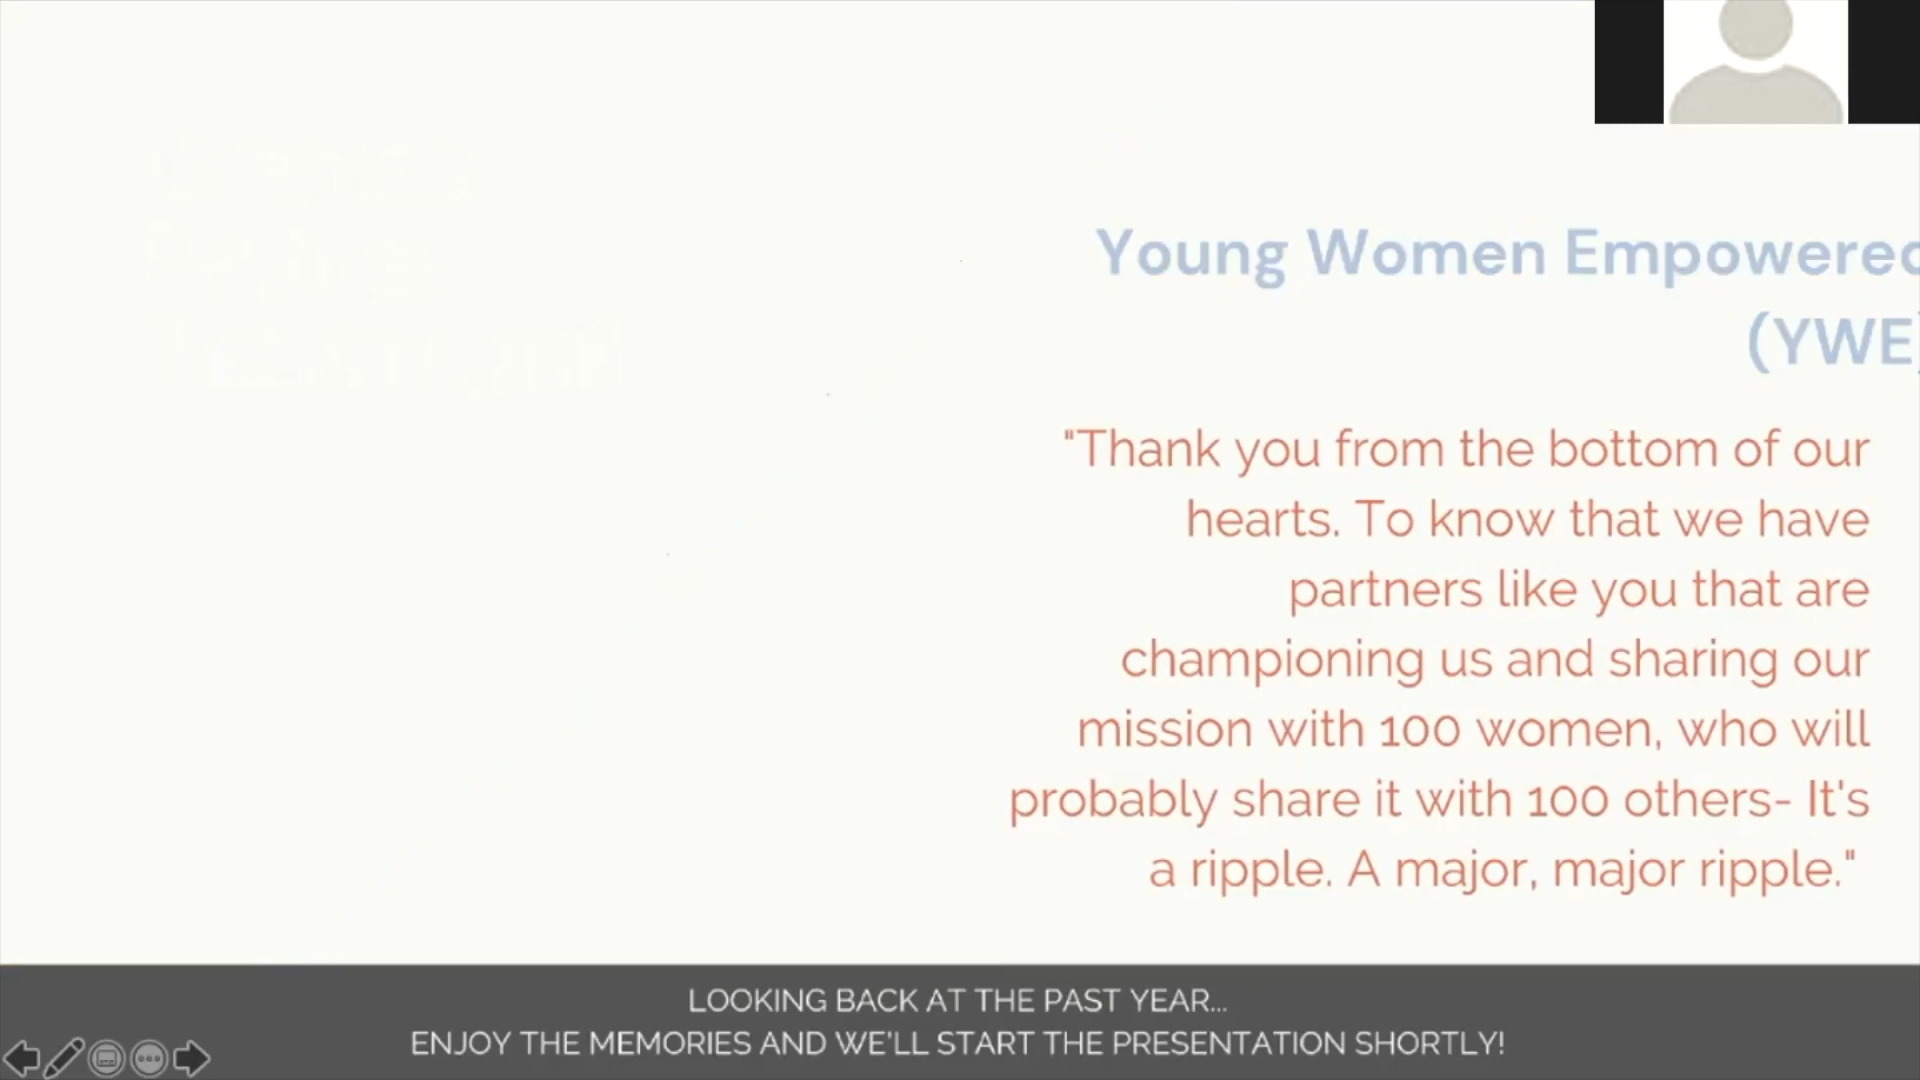 Young Women Empowered
(YWE)
"Thank you from the bottom of our
hearts. To know that we have
partners like you that are
championing us and sharing our
mission with 100 women, who will
probably share it with 100 others- It's
a ripple. A major, major ripple."
LOOKING BACK AT THE PAST YEAR...
ENJOY THE MEMORIES AND WE'LL START THE PRESENTATION SHORTLY!